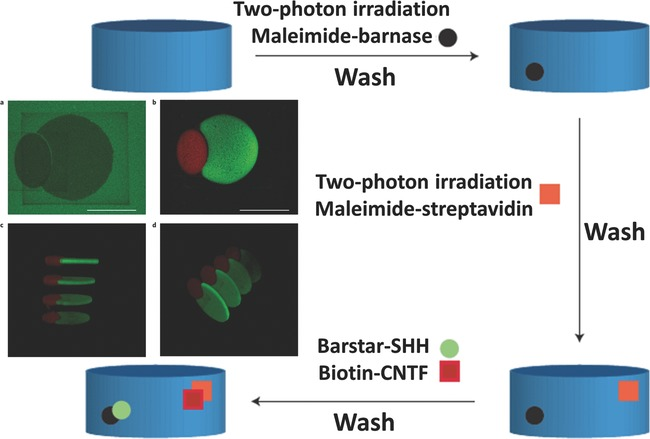 Two-photon irradiation
Maleimide-barnase
Wash
a
b
Two-photon irradiation
Maleimide-streptavidin
Wash
c
d
Barstar-SHH
Biotin-CNTF
Wash